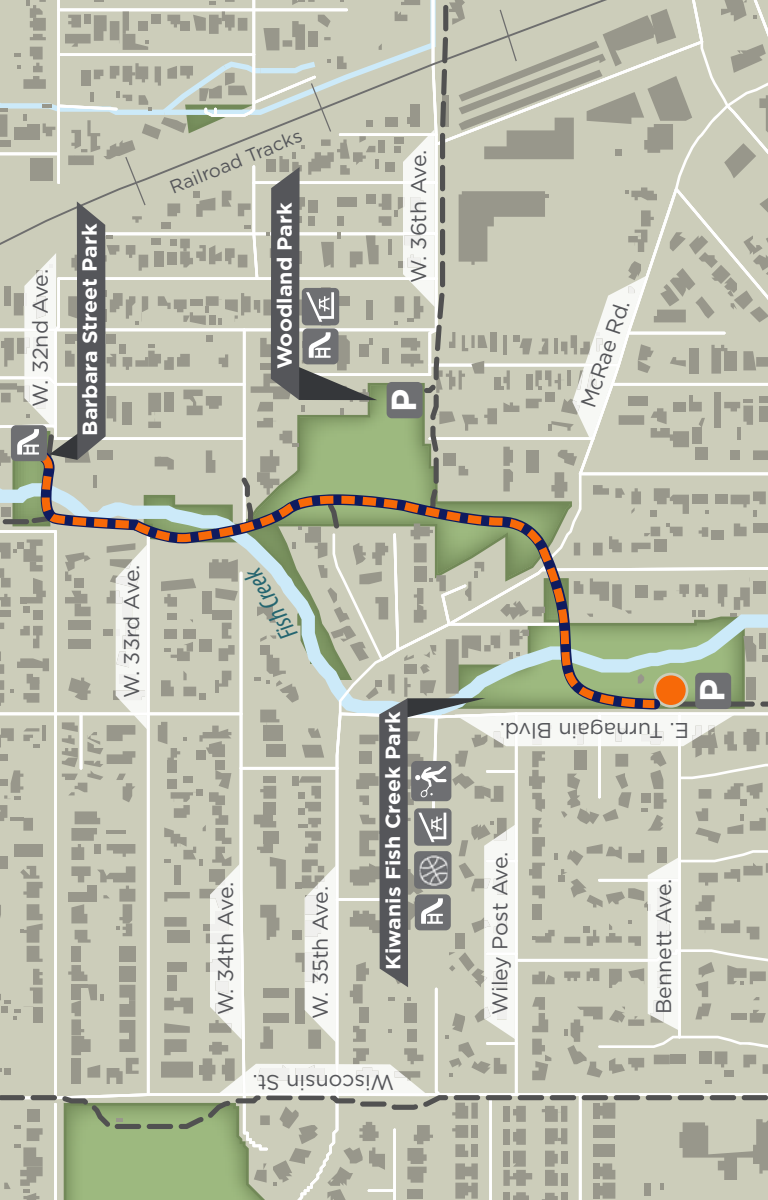 Railroad Tracks
W. 36th Ave.
Woodland Park
Barbara Street Park
W. 32nd Ave.
McRae Rd.
P
Fish Creek
W. 33rd Ave.
P
E. Turnagain Blvd.
Kiwanis Fish Creek Park
W. 34th Ave.
W. 35th Ave.
Wiley Post Ave.
Bennett Ave.
Wisconsin St.